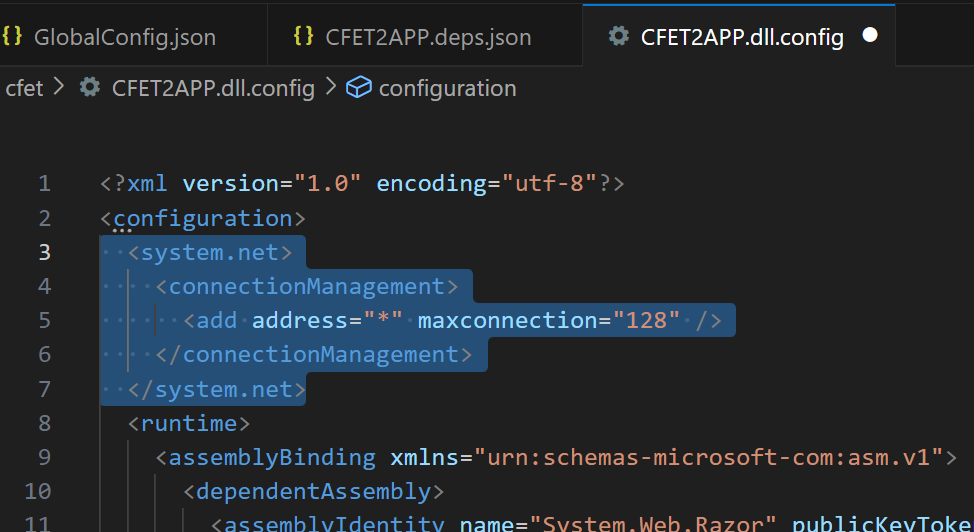 {} GlobalConfig.json {} CFET2APP.deps.json CFET2APP.dll.config
cfet > CFET2APP.dll.config > configuration
1 <?xml version="1.0" encoding="utf-8"?>
2 <configuration>
3 <system.net>
4 <connectionManagement>
5 <add address="*" maxconnection="128" />
6 </connectionManagement>
7 </system.net>
8 <runtime>
9 <assemblyBinding xmlns="urn:schemas-microsoft-com:asm.v1">
10 <dependentAssembly>
11 <assemblyIdentity name="System.Web.Razor" publicKeyToke